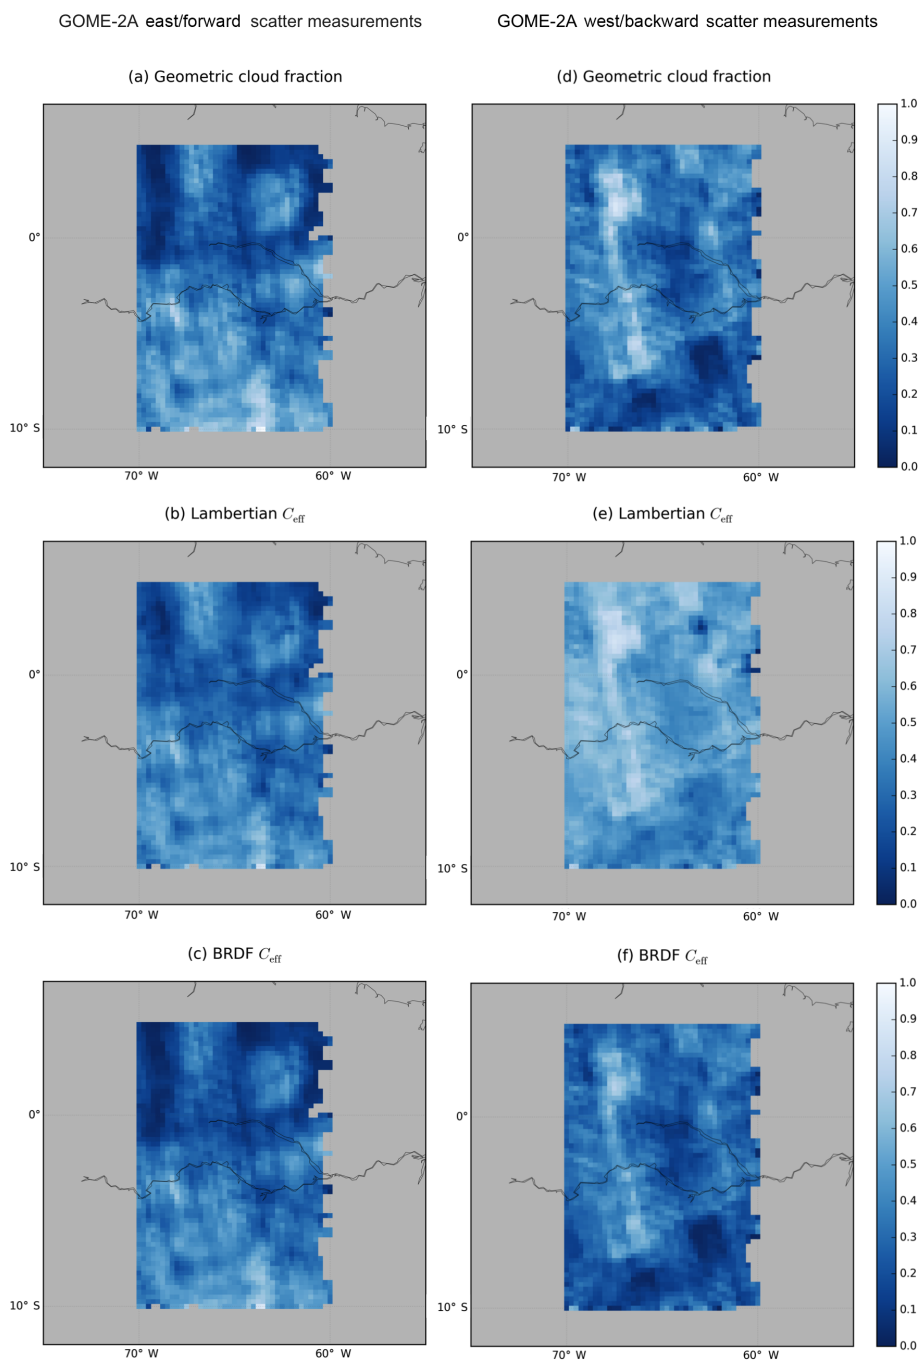 GOME-2A east/forward scatter measurements
GOME-2A west/backward scatter measurements
(a) Geometric cloud fraction
(d) Geometric cloud fraction
1.0
0.9
0.8
0.7
0.6
0.5
0.4
0.3
0.2
0.1
0.0
0°
10° S
70° W
60° W
0°
10° S
70° W
60° W
(b) Lambertian Ceff
(e) Lambertian Ceff
1.0
0.9
0.8
0.7
0.6
0.5
0.4
0.3
0.2
0.1
0.0
0°
10° S
70° W
60° W
0°
10° S
70° W
60° W
(c) BRDF Ceff
(f) BRDF Ceff
1.0
0.9
0.8
0.7
0.6
0.5
0.4
0.3
0.2
0.1
0.0
0°
10° S
70° W
60° W
0°
10° S
70° W
60° W